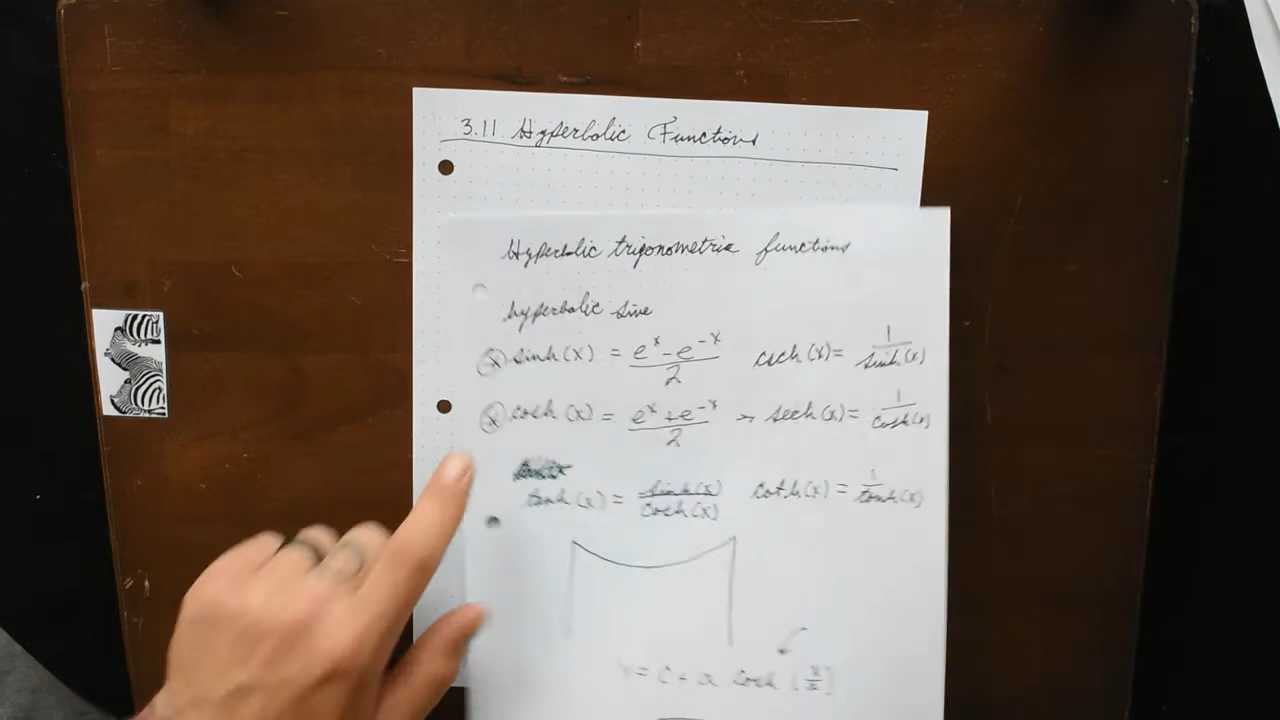 3.11 Hyperbolic Functions
Hyperbolic trigonometric functions
hyperbolic sine
sinh(x) = (e^x - e^-x)/2 csch(x) = 1/sinh(x)
cosh(x) = (e^x + e^-x)/2 → sech(x) = 1/cosh(x)
tanh(x) = sinh(x)/cosh(x) coth(x) = 1/tanh(x)
= C + a cosh (x/a)